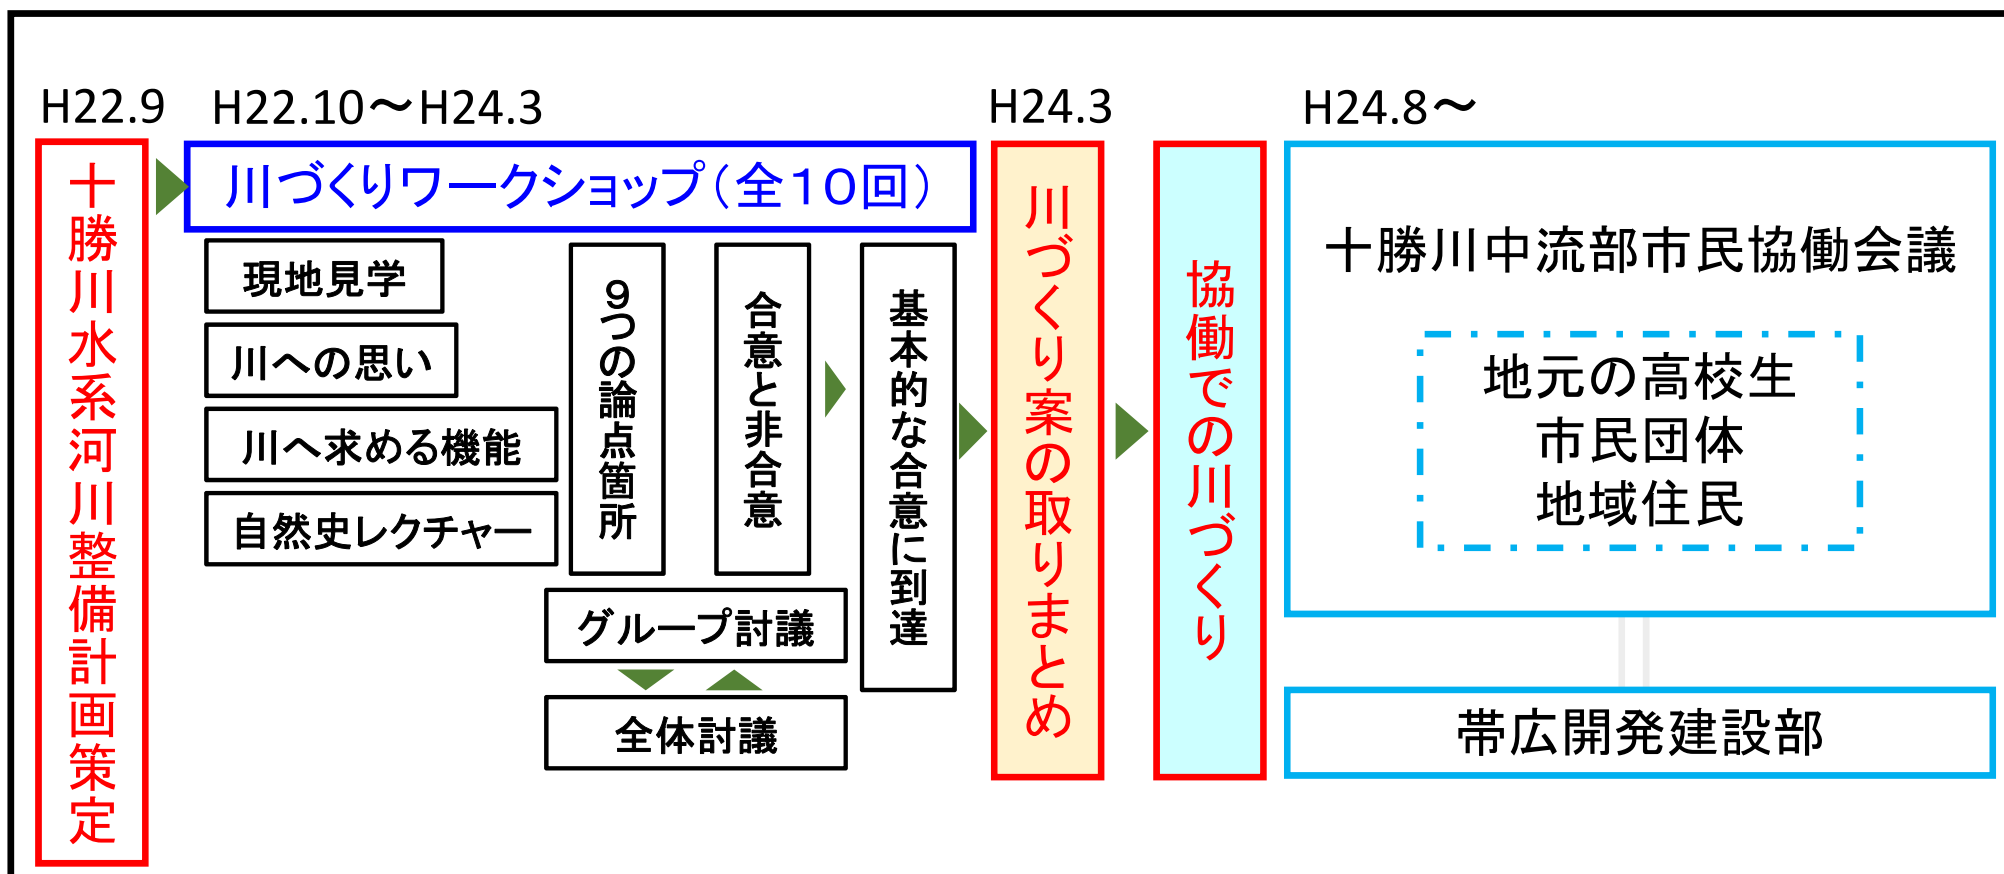 H22.9
H22.10～H24.3
H24.3
H24.8～
十勝川水系河川整備計画策定
川づくりワークショップ（全１０回）
現地見学
川への思い
川へ求める機能
自然史レクチャー
９つの論点箇所
合意と非合意
基本的な合意に到達
グループ討議
全体討議
川づくり案の取りまとめ
協働での川づくり
十勝川中流部市民協働会議
地元の高校生
市民団体
地域住民
帯広開発建設部